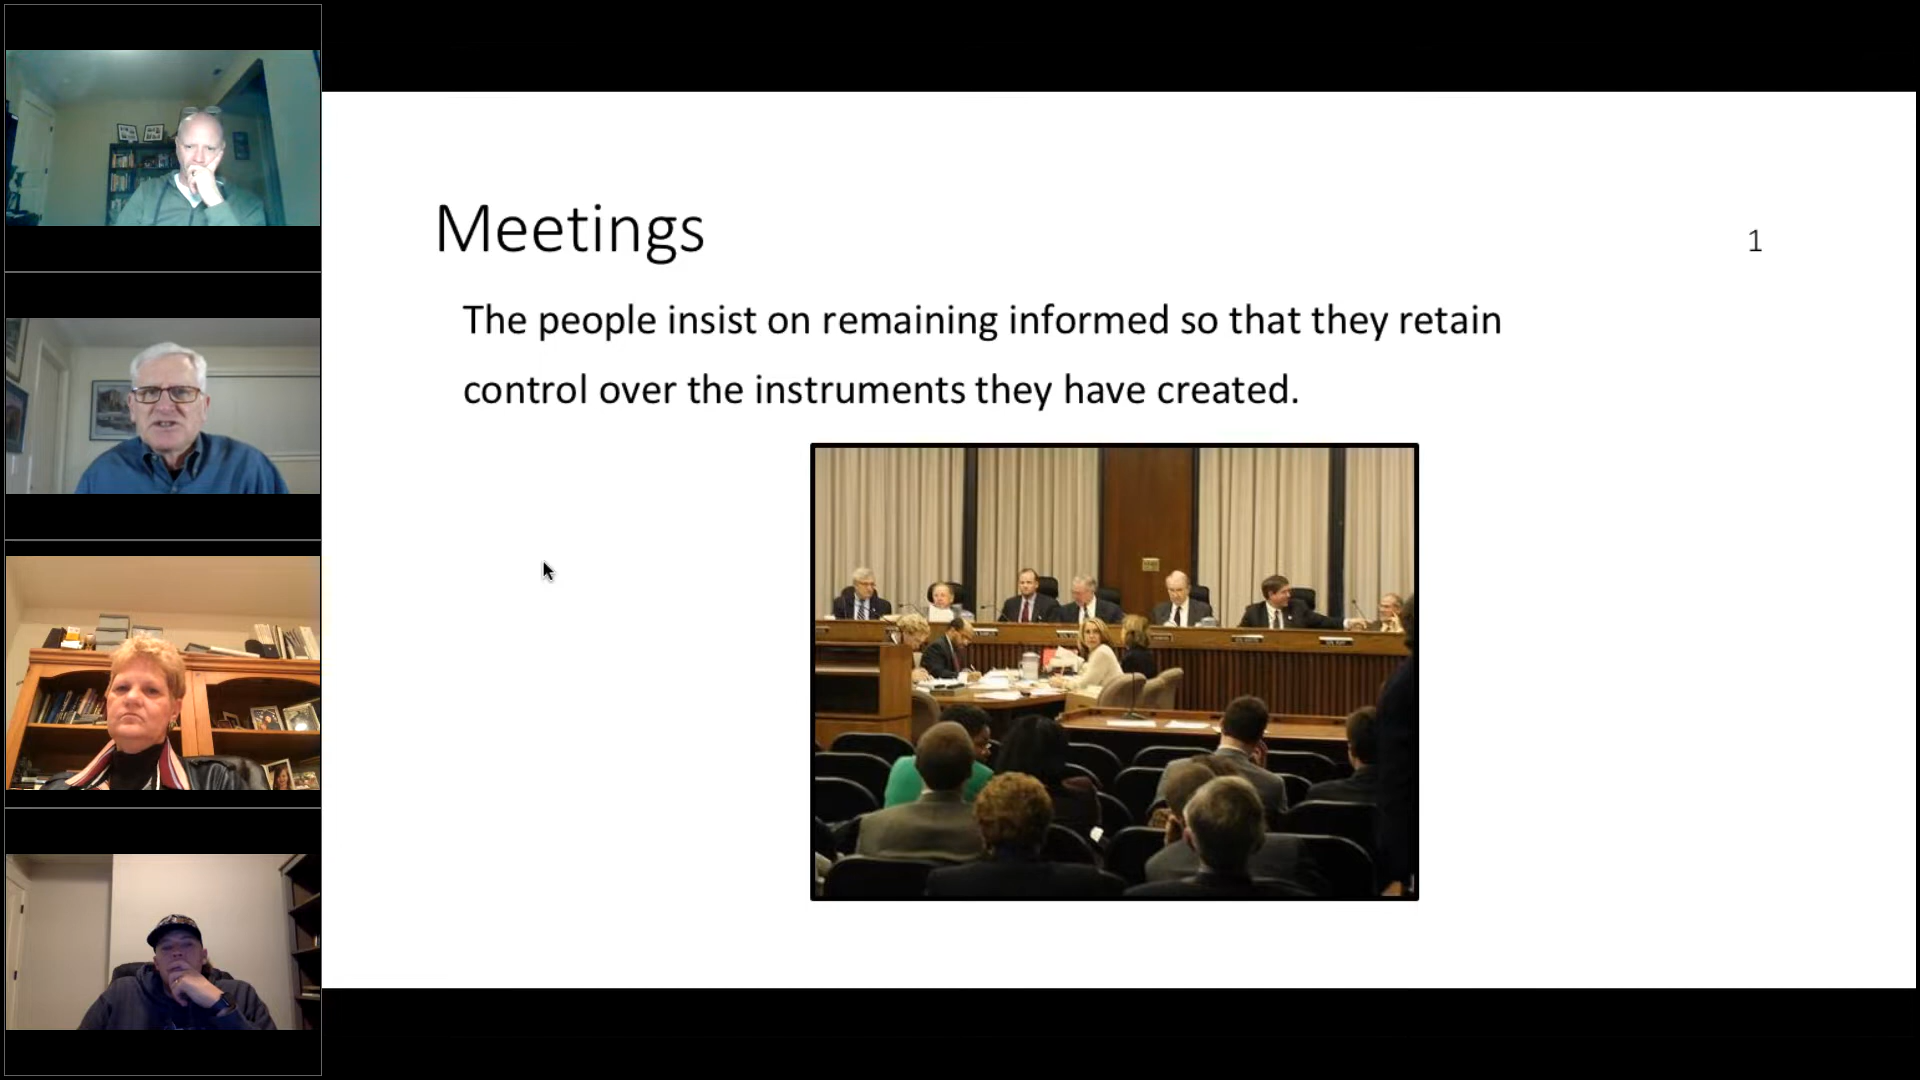 Meetings
1
The people insist on remaining informed so that they retain
control over the instruments they have created.